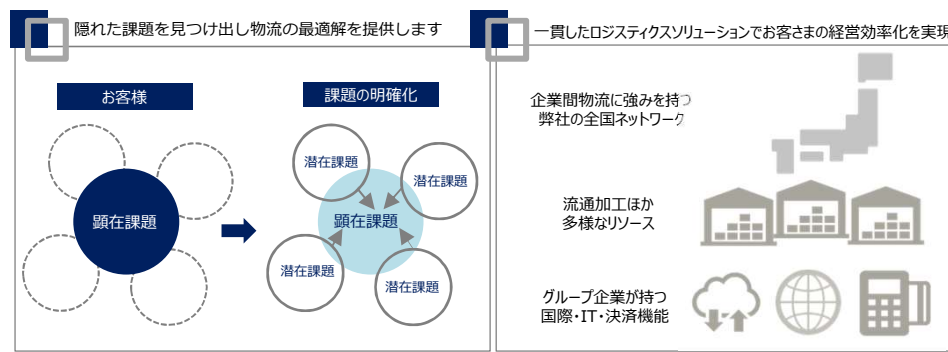 隠れた課題を見つけ出し物流の最適解を提供します
お客様
顕在課題
課題の明確化
潜在課題
潜在課題
顕在課題
潜在課題
潜在課題
一貫したロジスティクスソリューションでお客さまの経営効率化を実現
企業間物流に強みを持つ
弊社の全国ネットワーク
流通加工ほか
多様なリソース
グループ企業が持つ
国際・IT・決済機能